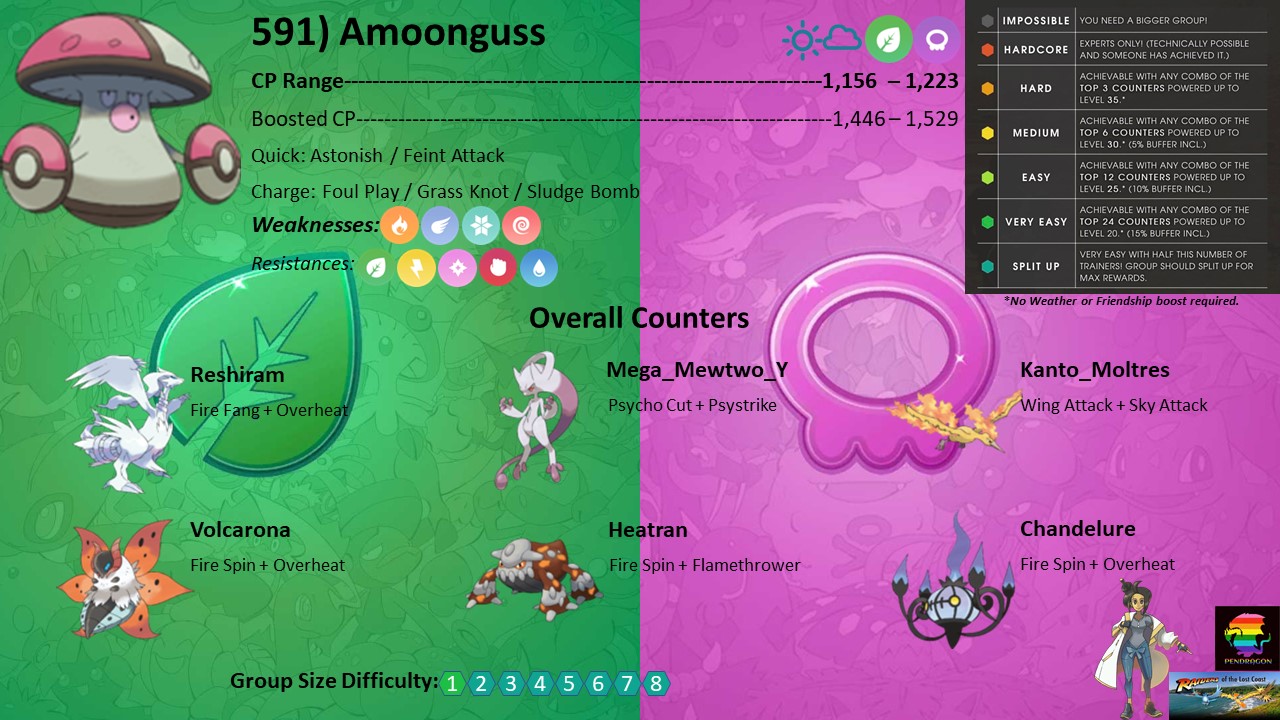 591) Amoonguss
CP Range-----------------------------------------------------------------------1,156 – 1,223
Boosted CP----------------------------------------------------------------------1,446 – 1,529
Quick: Astonish / Feint Attack
Charge: Foul Play / Grass Knot / Sludge Bomb
Weaknesses:
Resistances:
IMPOSSIBLE YOU NEED A BIGGER GROUP!
HARDCORE EXPERTS ONLY! (TECHNICALLY POSSIBLE
AND SOMEONE HAS ACHIEVED IT.)
HARD ACHIEVABLE WITH ANY COMBO OF THE
TOP 3 COUNTERS POWERED UP TO
LEVEL 35.*
MEDIUM ACHIEVABLE WITH ANY COMBO OF THE
TOP 6 COUNTERS POWERED UP TO
LEVEL 30.* (5% BUFFER INCL.)
EASY ACHIEVABLE WITH ANY COMBO OF THE
TOP 12 COUNTERS POWERED UP TO
LEVEL 25.* (10% BUFFER INCL.)
VERY EASY ACHIEVABLE WITH ANY COMBO OF THE
TOP 24 COUNTERS POWERED UP TO
LEVEL 20.* (15% BUFFER INCL.)
SPLIT UP VERY EASY WITH HALF THIS NUMBER OF
TRAINERS! GROUP SHOULD SPLIT UP FOR
MAX REWARDS.
*No Weather or Friendship boost required.
Overall Counters
Reshiram
Fire Fang + Overheat
Mega_Mewtwo_Y
Psycho Cut + Psystrike
Kanto_Moltres
Wing Attack + Sky Attack
Volcarona
Fire Spin + Overheat
Heatran
Fire Spin + Flamethrower
Chandelure
Fire Spin + Overheat
Group Size Difficulty: 1 2 3 4 5 6 7 8
PENDRAGON
RAIDERS of the Lost Coast